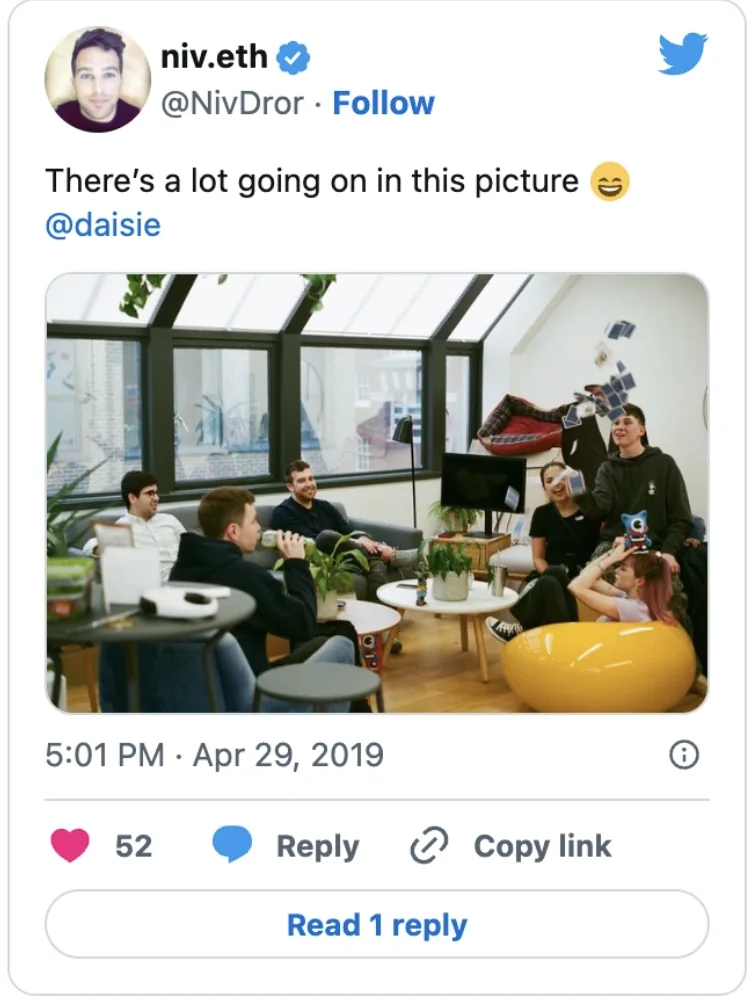 niv.eth
@NivDror · Follow
There's a lot going on in this picture 😄
@daisie
5:01 PM · Apr 29, 2019
52 Reply Copy link
Read 1 reply